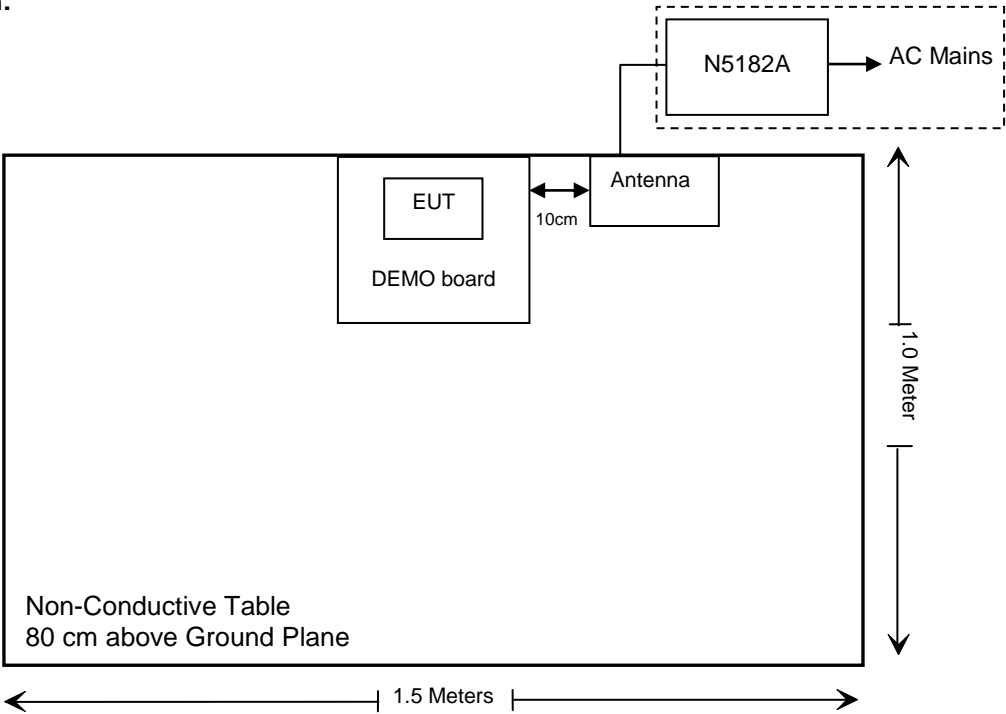 N5182A
AC Mains
Antenna
EUT
10cm
DEMO board
1.0 Meter
Non-Conductive Table
80 cm above Ground Plane
1.5 Meters